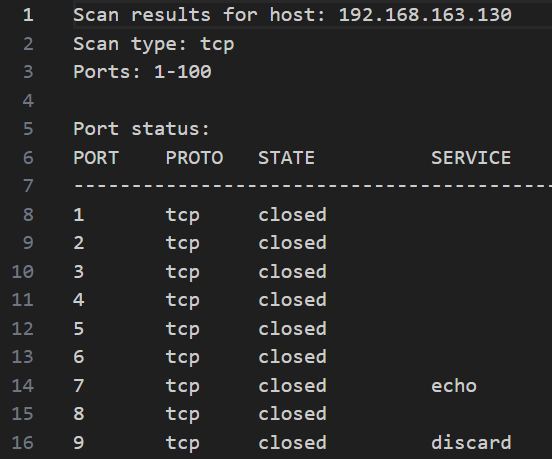 1 Scan results for host: 192.168.163.130
2 Scan type: tcp
3 Ports: 1-100
4
5 Port status:
6 PORT    PROTO   STATE          SERVICE
7 ------------------------------------------
8 1       tcp     closed
9 2       tcp     closed
10 3       tcp     closed
11 4       tcp     closed
12 5       tcp     closed
13 6       tcp     closed
14 7       tcp     closed         echo
15 8       tcp     closed
16 9       tcp     closed         discard